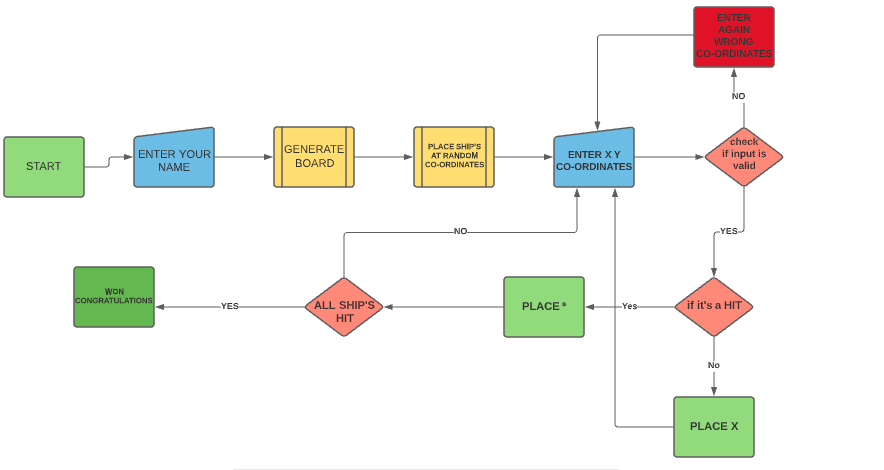 ENTER
AGAIN
WRONG
CO-ORDINATES
NO
START
ENTER YOUR
NAME
GENERATE
BOARD
PLACE SHIP'S
AT RANDOM
CO-ORDINATES
ENTER X Y
CO-ORDINATES
check
if input is
valid
NO
YES
WON
CONGRATULATIONS
YES
ALL SHIP'S
HIT
PLACE *
Yes
if it's a HIT
No
PLACE X